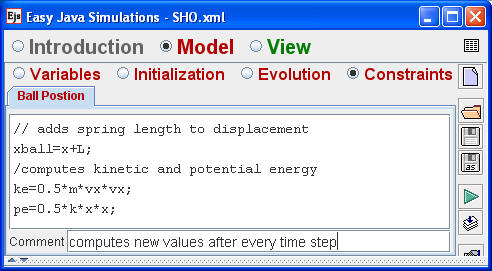 Ejs Easy Java Simulations - SHO.xml
Introduction Model View
Variables Initialization Evolution Constraints
Ball Postion
// adds spring length to displacement
xball=x+L;
/computes kinetic and potential energy
ke=0.5*m*vx*vx;
pe=0.5*k*x*x;
as
Comment computes new values after every time step